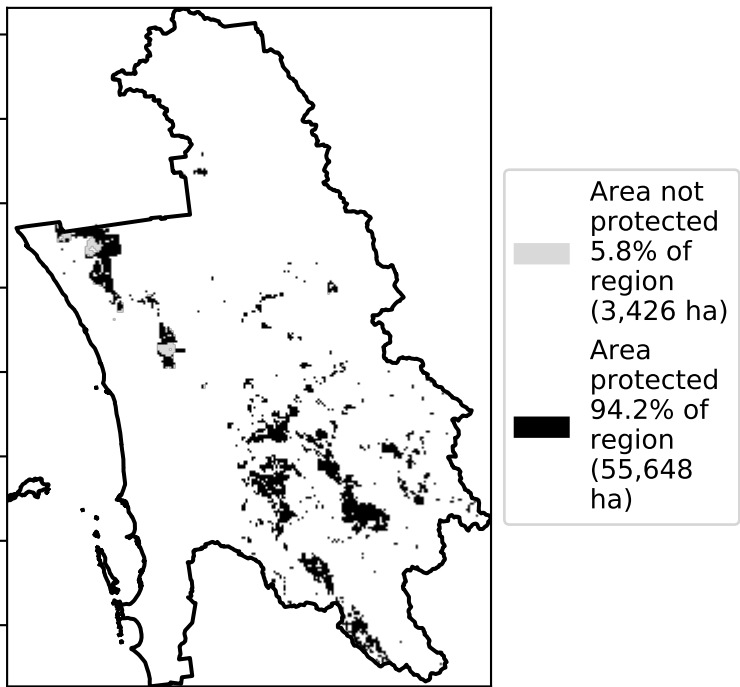 Area not
protected
5.8% of
region
(3,426 ha)
Area
protected
94.2% of
region
(55,648
ha)